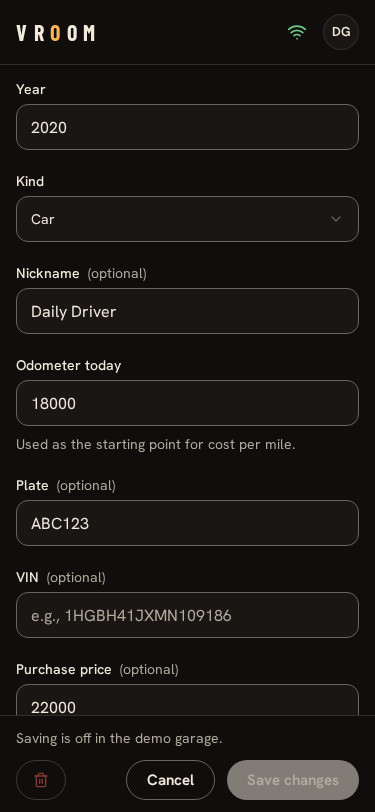 VROOM
DG
Year
2020
Kind
Car
Nickname (optional)
Daily Driver
Odometer today
18000
Used as the starting point for cost per mile.
Plate (optional)
ABC123
VIN (optional)
e.g., 1HGBH41JXMN109186
Purchase price (optional)
22000
Saving is off in the demo garage.
Cancel
Save changes